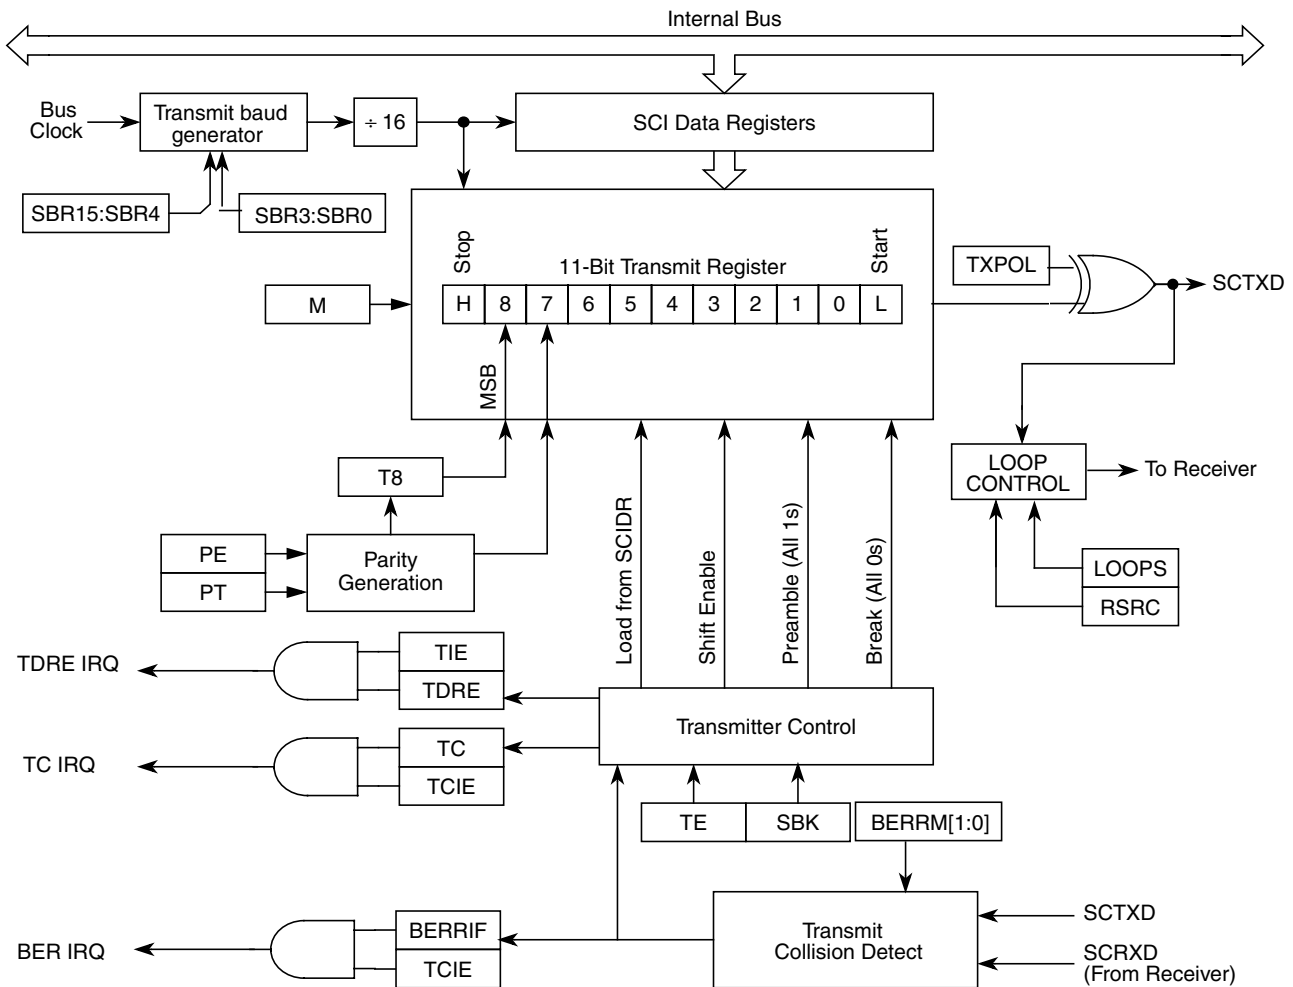 Internal Bus
Bus
Clock
Transmit baud
generator
÷ 16
SCI Data Registers
SBR15:SBR4
SBR3:SBR0
Stop
11-Bit Transmit Register
Start
M
H 8 7 6 5 4 3 2 1 0 L
MSB
TXPOL
SCTXD
LOOP
CONTROL
To Receiver
LOOPS
RSRC
T8
PE
PT
Parity
Generation
Load from SCIDR
Shift Enable
Preamble (All 1s)
Break (All 0s)
TDRE IRQ
TIE
TDRE
TC IRQ
TC
TCIE
Transmitter Control
TE
SBK
BERRM[1:0]
BER IRQ
BERRIF
TCIE
Transmit
Collision Detect
SCTXD
SCRXD
(From Receiver)